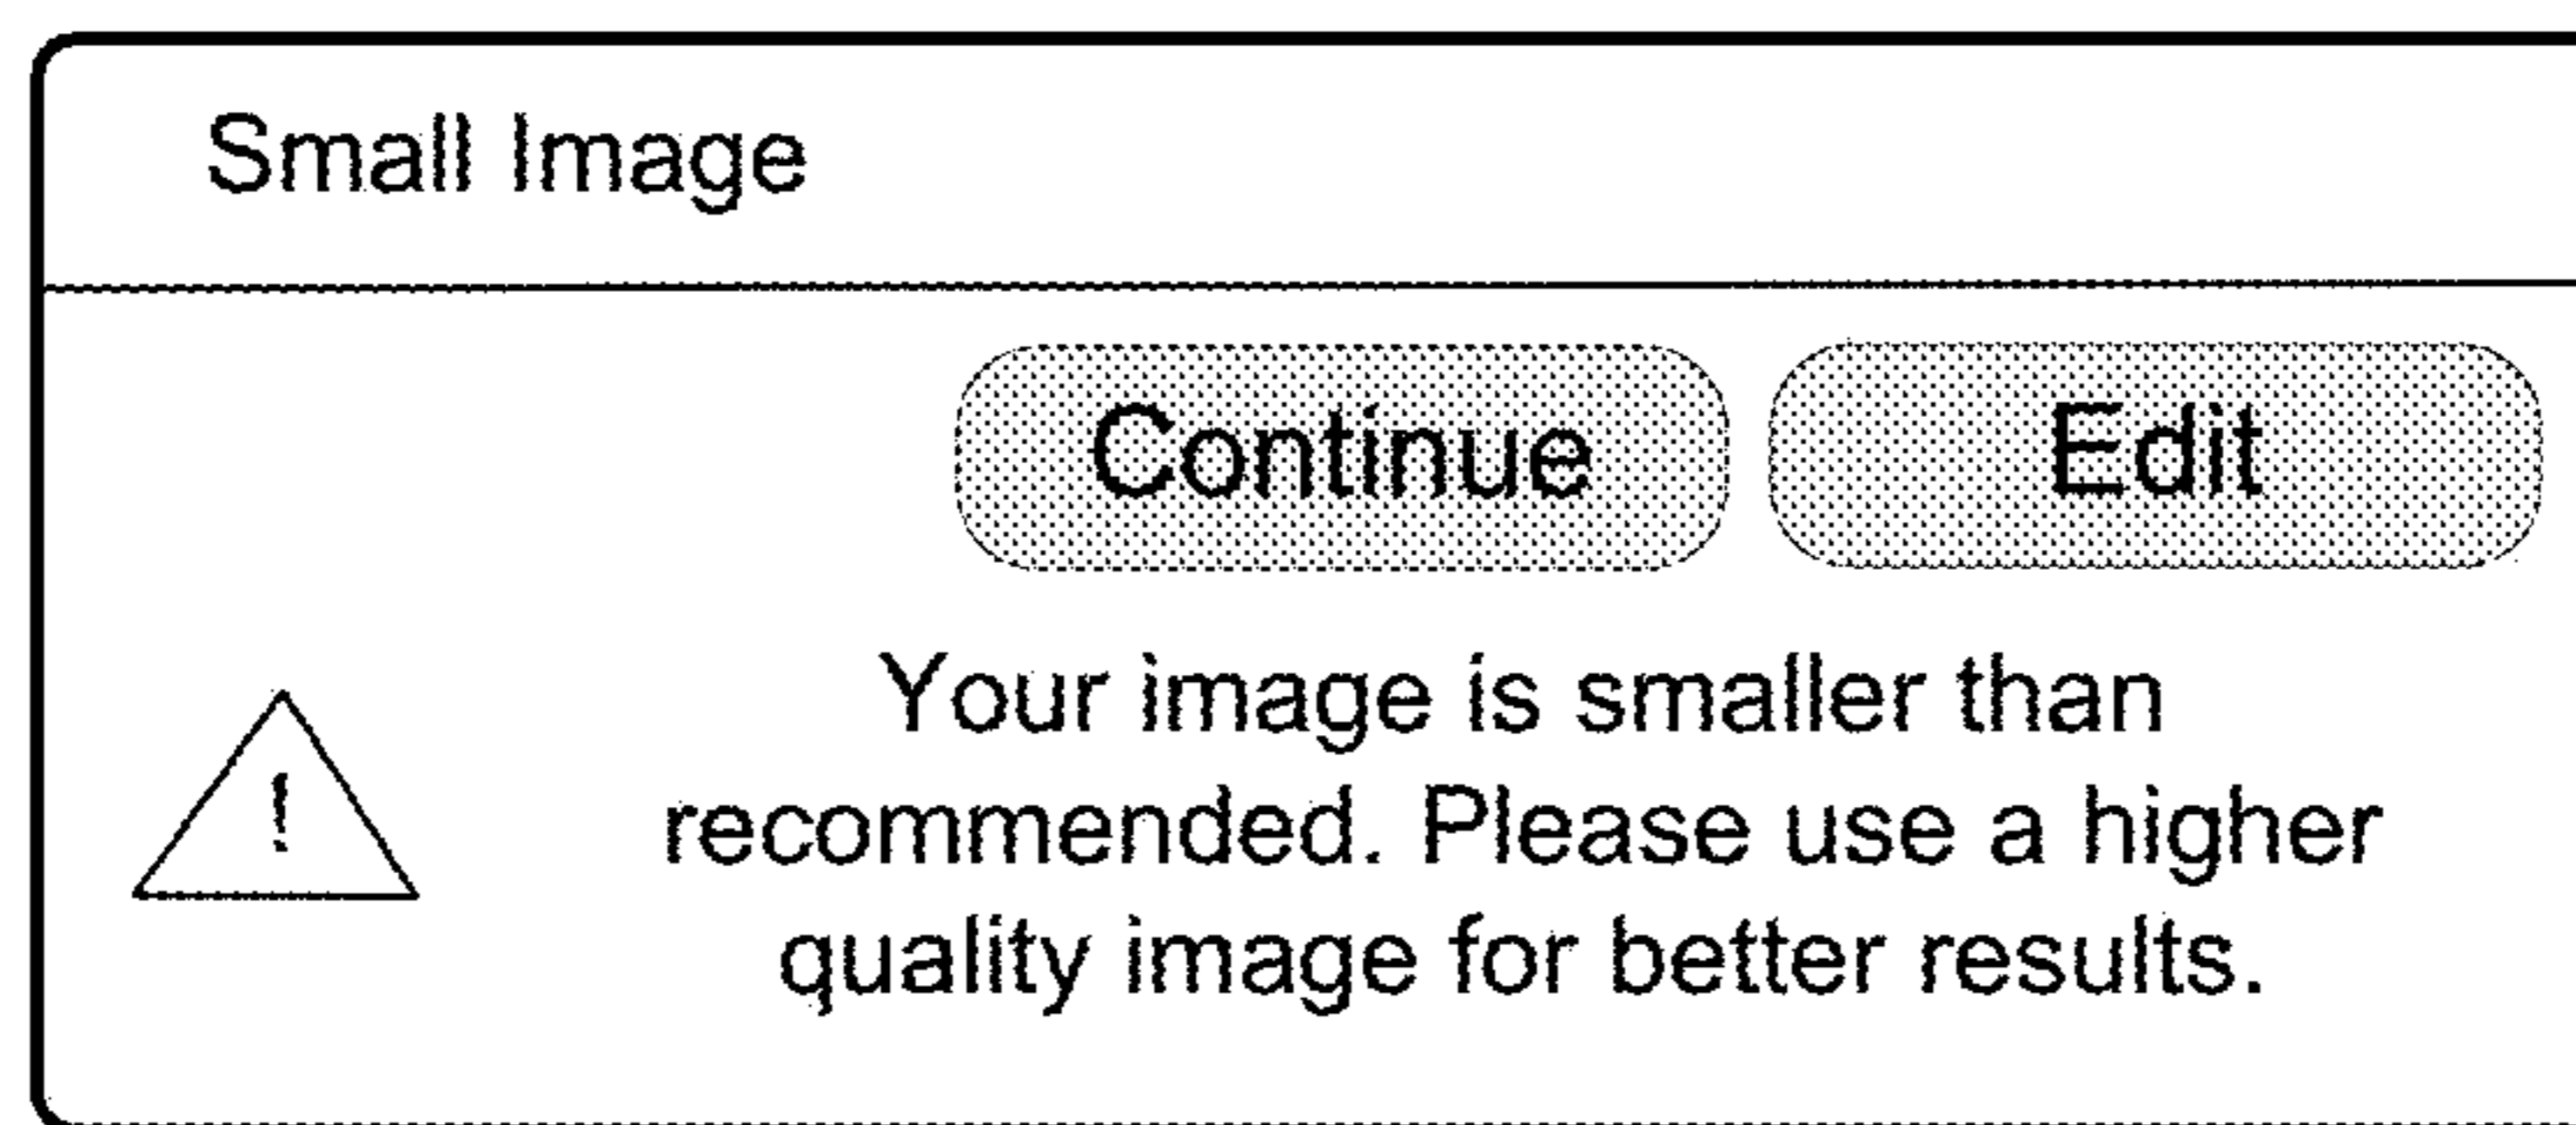 Small Image
Continue Edit
!
Your image is smaller than
recommended. Please use a higher
quality image for better results.